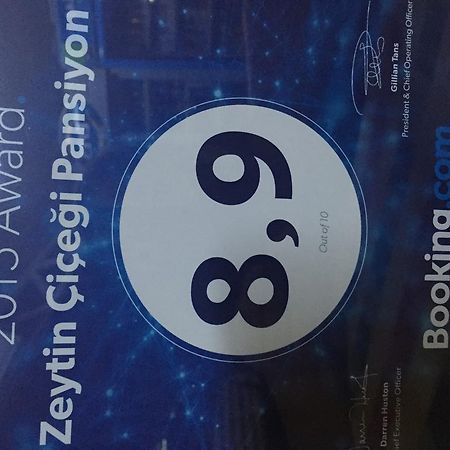 2015 Award.
Zeytin Çiçeği Pansiyon
8,9
Out of 10
Darren Huston
Chief Executive Officer
Gillian Tans
President & Chief Operating Officer
Booking.com